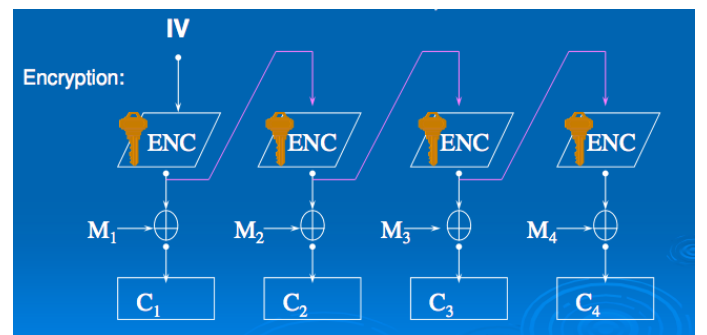 IV
Encryption:
ENC ENC ENC ENC
M1 M2 M3 M4
C1 C2 C3 C4